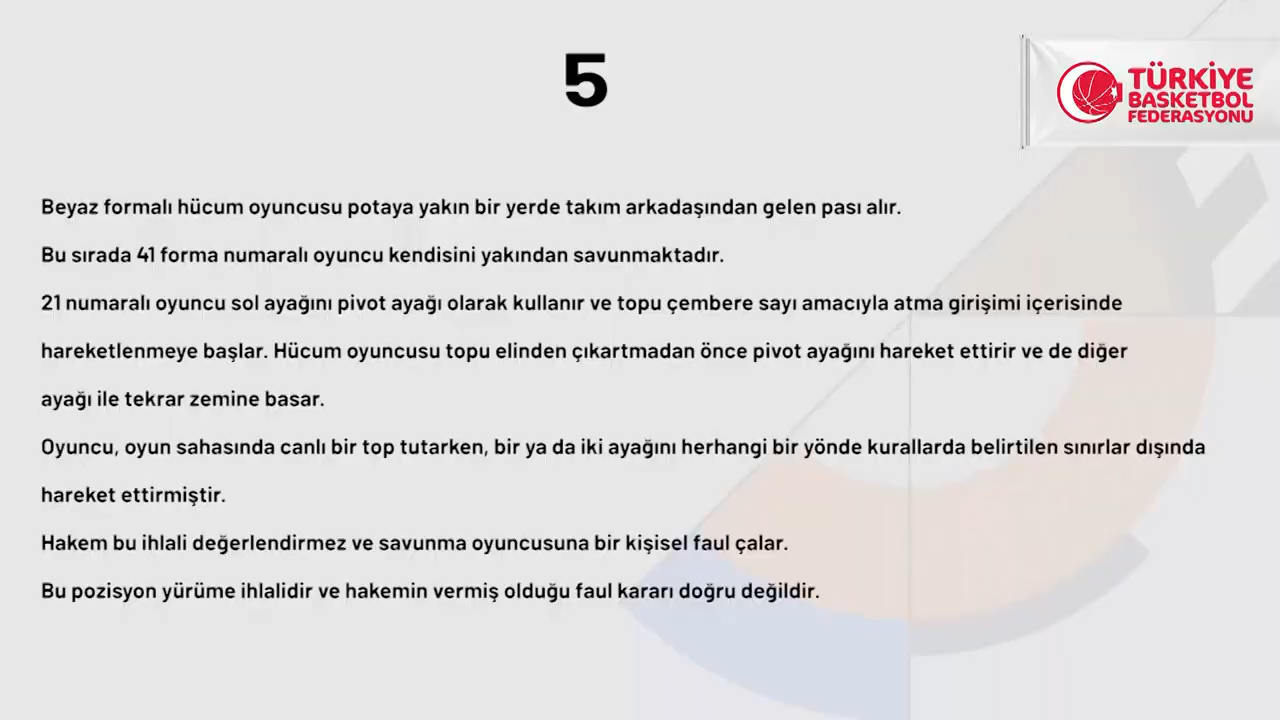 5
TÜRKİYE
BASKETBOL
FEDERASYONU
Beyaz formalı hücum oyuncusu potaya yakın bir yerde takım arkadaşından gelen pası alır.
Bu sırada 41 forma numaralı oyuncu kendisini yakından savunmaktadır.
21 numaralı oyuncu sol ayağını pivot ayağı olarak kullanır ve topu çembere sayı amacıyla atma girişimi içerisinde
hareketlenmeye başlar. Hücum oyuncusu topu elinden çıkartmadan önce pivot ayağını hareket ettirir ve de diğer
ayağı ile tekrar zemine basar.
Oyuncu, oyun sahasında canlı bir top tutarken, bir ya da iki ayağını herhangi bir yönde kurallarda belirtilen sınırlar dışında
hareket ettirmiştir.
Hakem bu ihlali değerlendirmez ve savunma oyuncusuna bir kişisel faul çalar.
Bu pozisyon yürüme ihlalidir ve hakemin vermiş olduğu faul kararı doğru değildir.